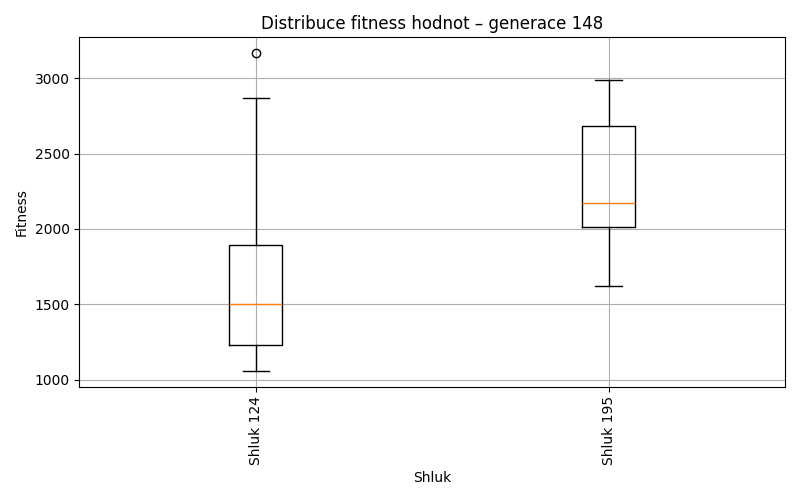 Distribuce fitness hodnot – generace 148
Fitness
3000
2500
2000
1500
1000
Shluk 124
Shluk 195
Shluk